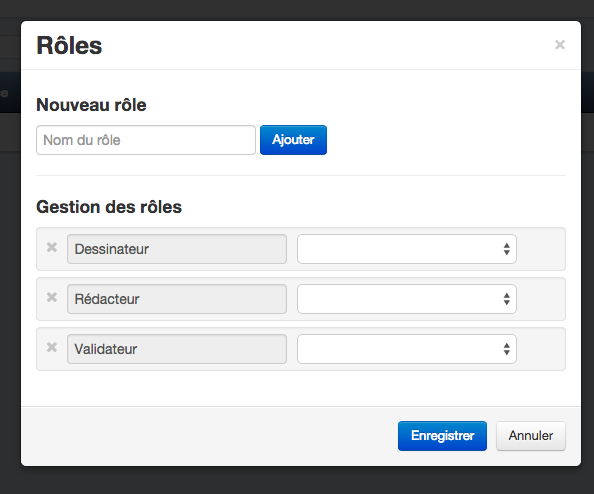 Rôles
×
Nouveau rôle
Nom du rôle
Ajouter
Gestion des rôles
Dessinateur
Rédacteur
Validateur
Enregistrer
Annuler